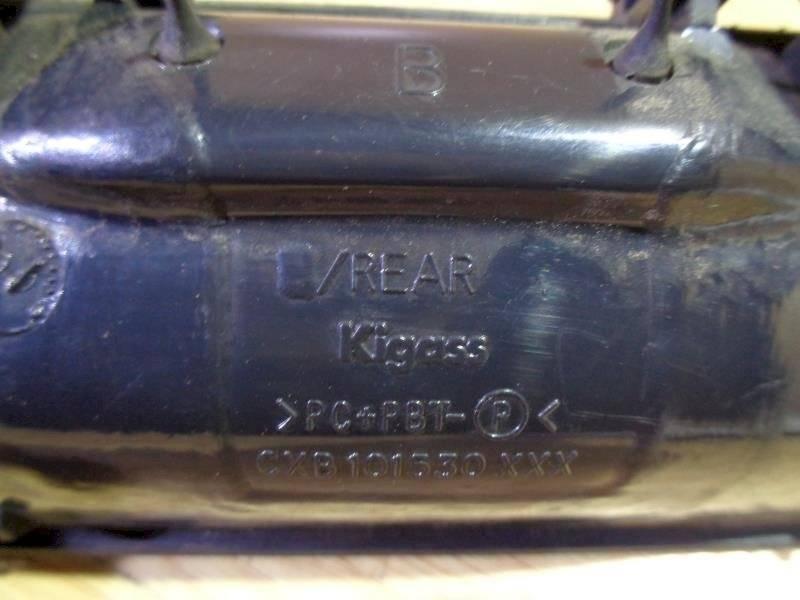 B
/REAR
Kigass
>PC+PBT-Ⓟ<
CXB101530 XXX